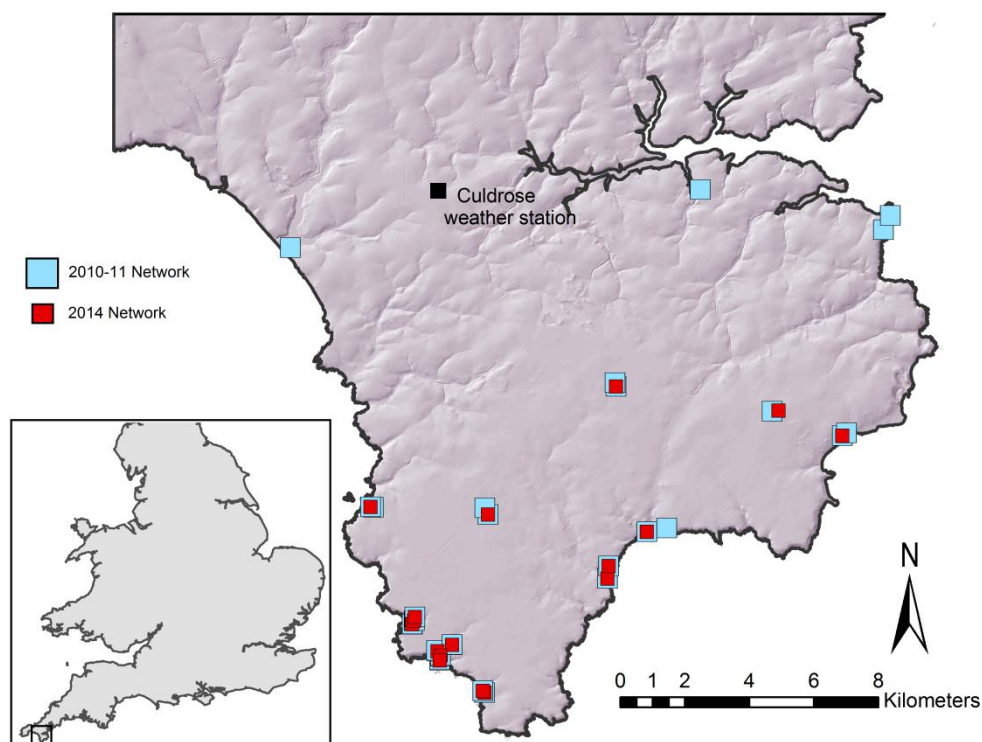 Culdrose
weather station
2010-11 Network
2014 Network
N
0 1 2 4 6 8
Kilometers